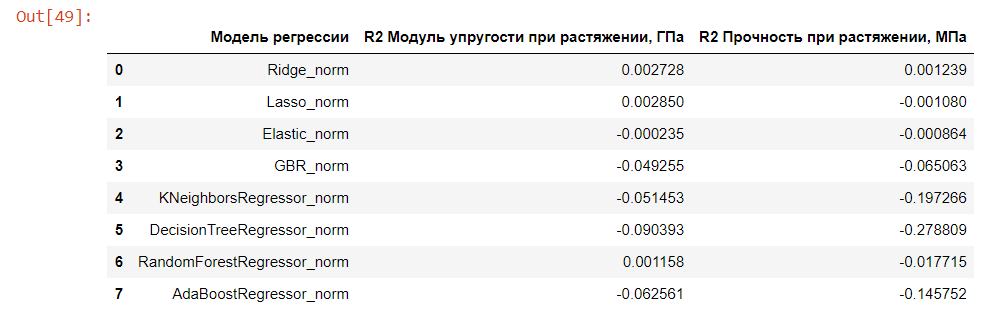 Out[49]:
Модель регрессии R2 Модуль упругости при растяжении, ГПа R2 Прочность при растяжении, МПа
0 Ridge_norm 0.002728 0.001239
1 Lasso_norm 0.002850 -0.001080
2 Elastic_norm -0.000235 -0.000864
3 GBR_norm -0.049255 -0.065063
4 KNeighborsRegressor_norm -0.051453 -0.197266
5 DecisionTreeRegressor_norm -0.090393 -0.278809
6 RandomForestRegressor_norm 0.001158 -0.017715
7 AdaBoostRegressor_norm -0.062561 -0.145752